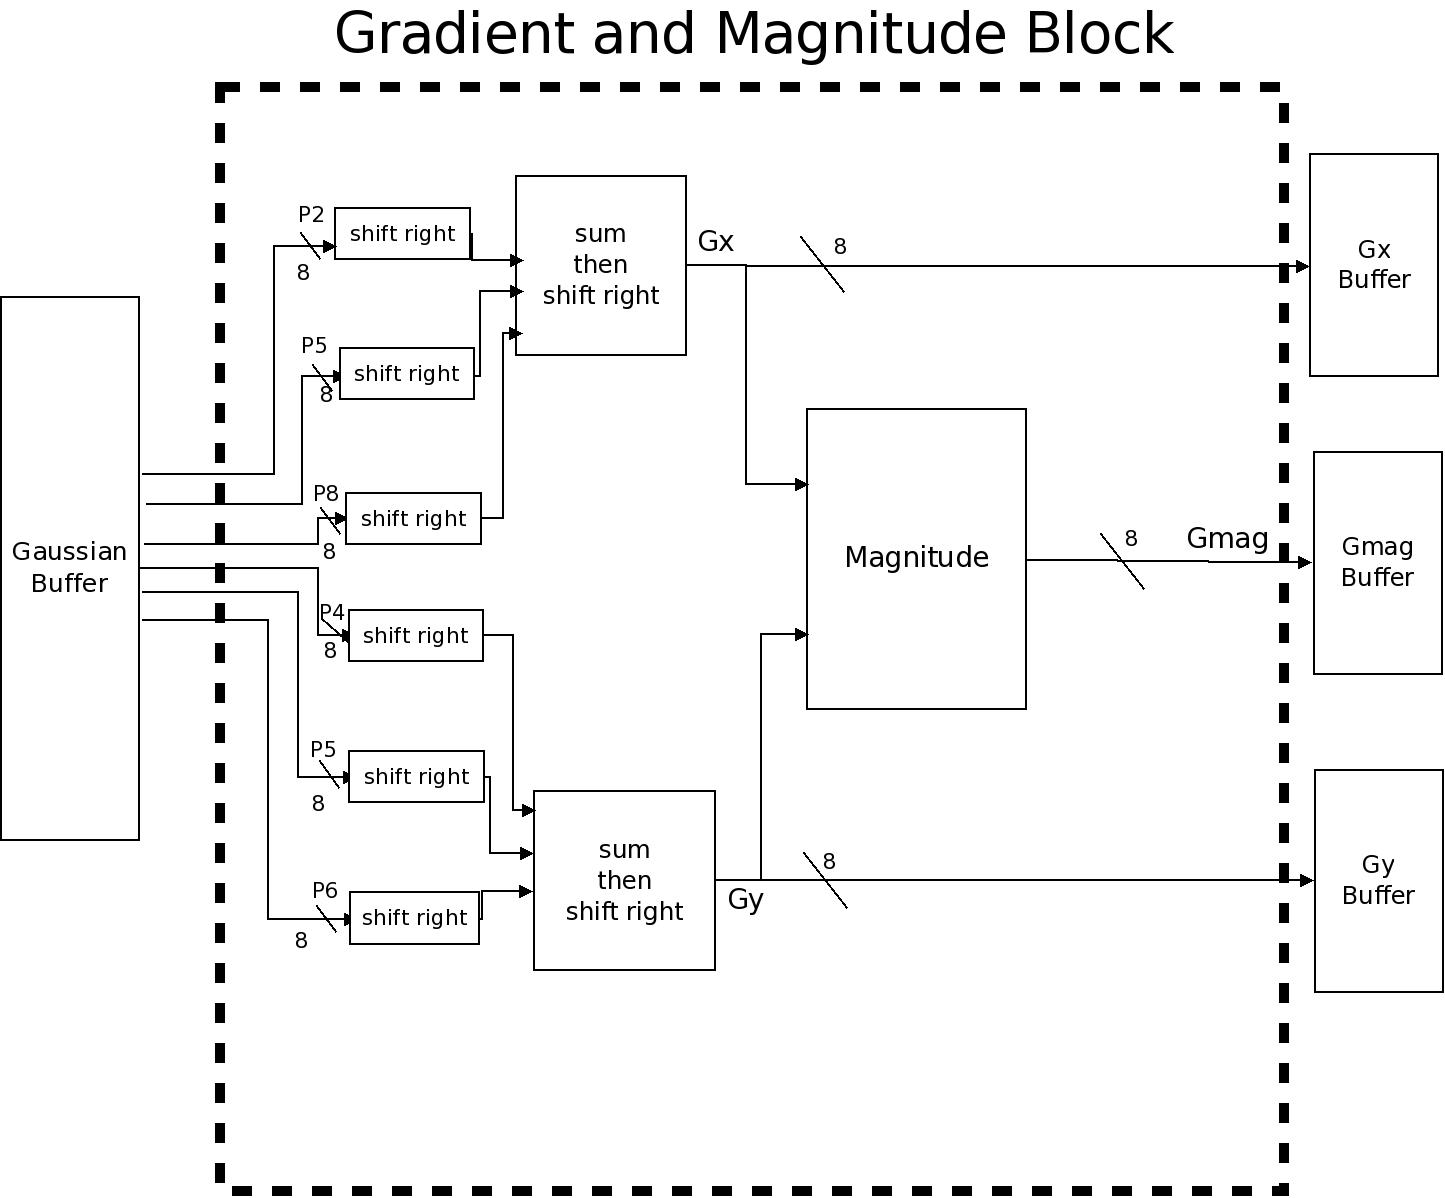 Gradient and Magnitude Block
P2
8
shift right
P5
8
shift right
P8
8
shift right
P4
8
shift right
P5
8
shift right
P6
8
shift right
Gaussian
Buffer
sum
then
shift right
sum
then
shift right
Gx
8
Gy
8
Magnitude
8
Gmag
Gx
Buffer
Gmag
Buffer
Gy
Buffer